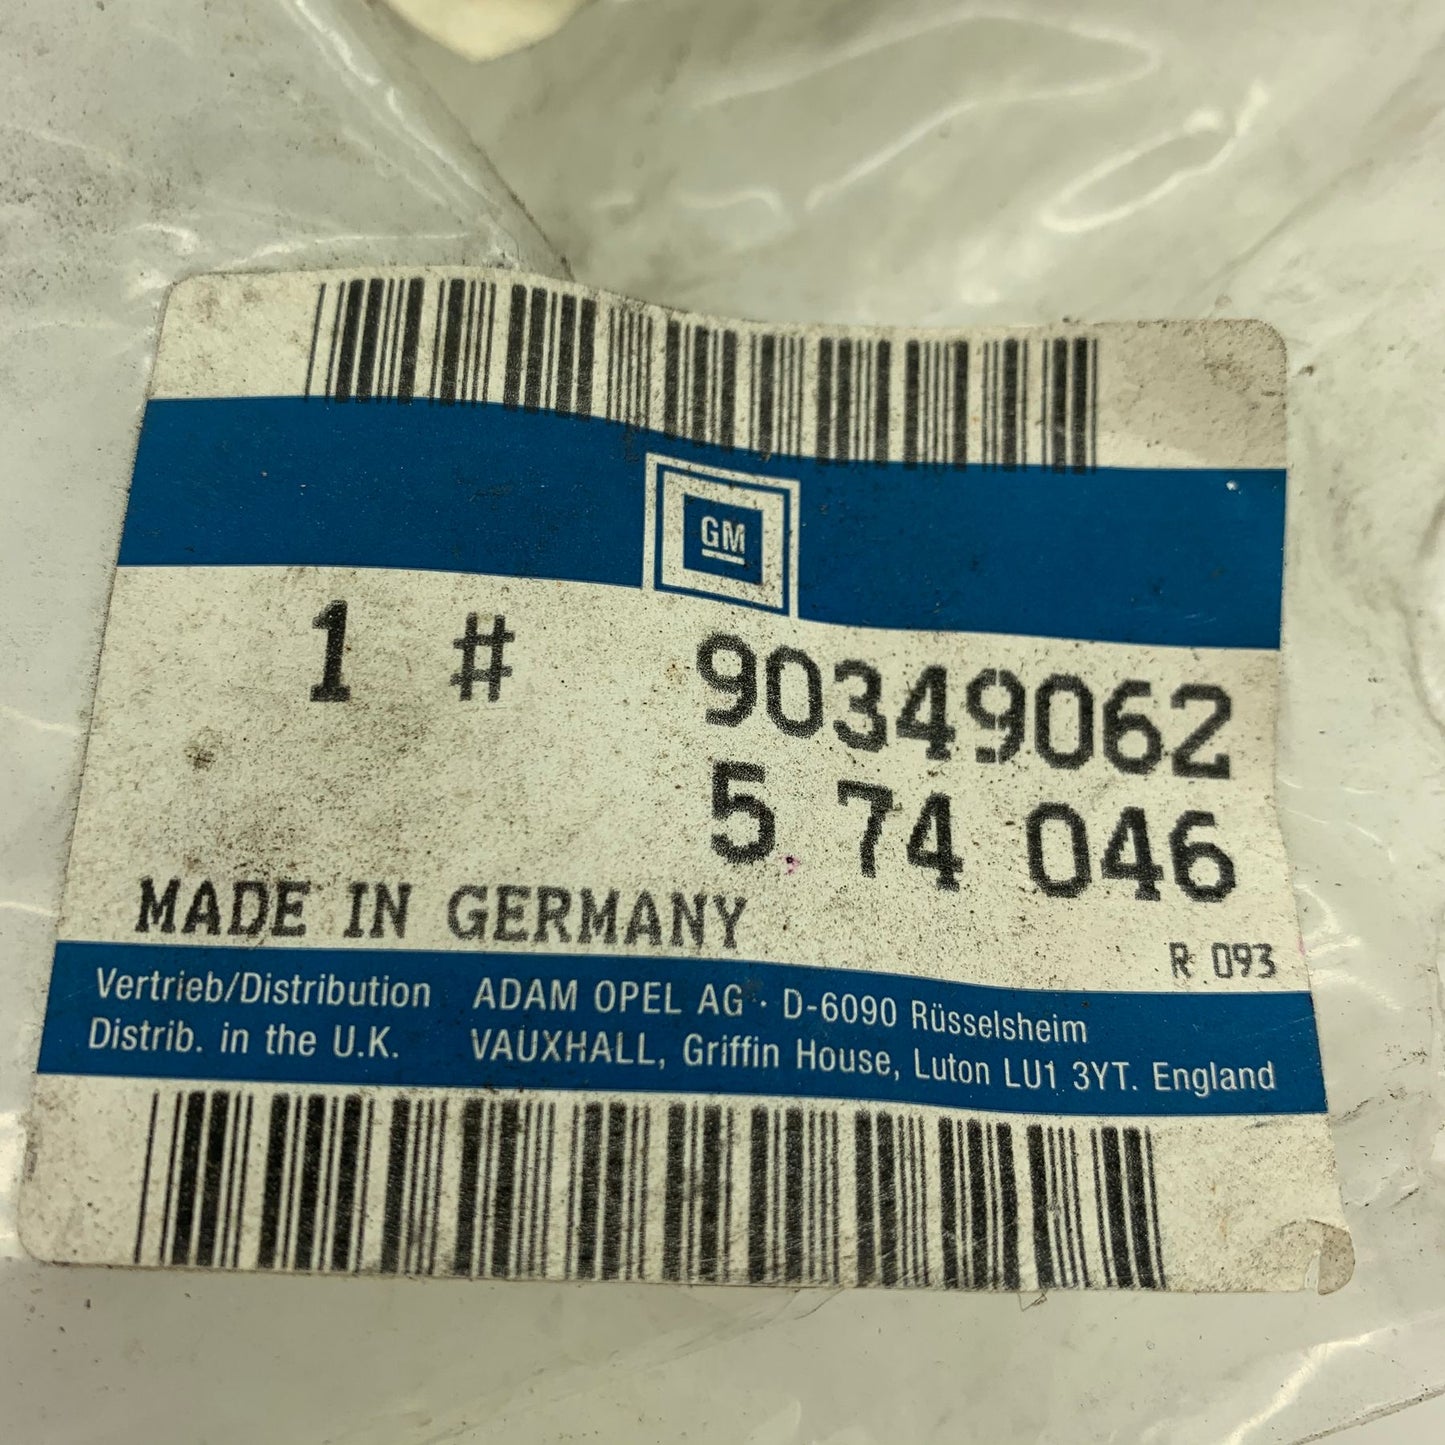 GM
1 # 90349062
5 74 046
MADE IN GERMANY
R 093
Vertrieb/Distribution ADAM OPEL AG · D-6090 Rüsselsheim
Distrib. in the U.K. VAUXHALL, Griffin House, Luton LU1 3YT. England